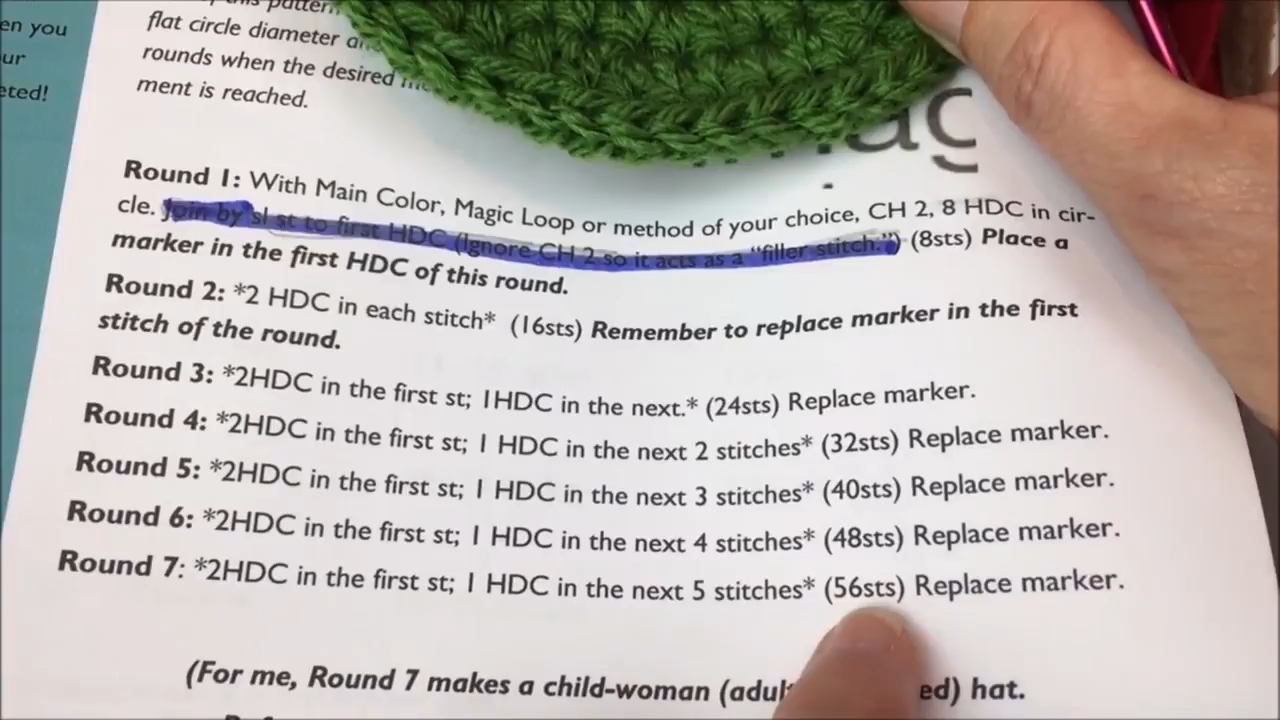 en you
ur
eted!
flat circle diameter
rounds when the desired
ment is reached.
Round 1: With Main Color, Magic Loop or method of your choice, CH 2, 8 HDC in cir-
cle. Join by sl st to first HDC (Ignore CH 2 so it acts as a “filler stitch.”) (8sts) Place a
marker in the first HDC of this round.
Round 2: *2 HDC in each stitch* (16sts) Remember to replace marker in the first
stitch of the round.
Round 3: *2HDC in the first st; 1HDC in the next.* (24sts) Replace marker.
Round 4: *2HDC in the first st; 1 HDC in the next 2 stitches* (32sts) Replace marker.
Round 5: *2HDC in the first st; 1 HDC in the next 3 stitches* (40sts) Replace marker.
Round 6: *2HDC in the first st; 1 HDC in the next 4 stitches* (48sts) Replace marker.
Round 7: *2HDC in the first st; 1 HDC in the next 5 stitches* (56sts) Replace marker.
(For me, Round 7 makes a child-woman (adu ed) hat.